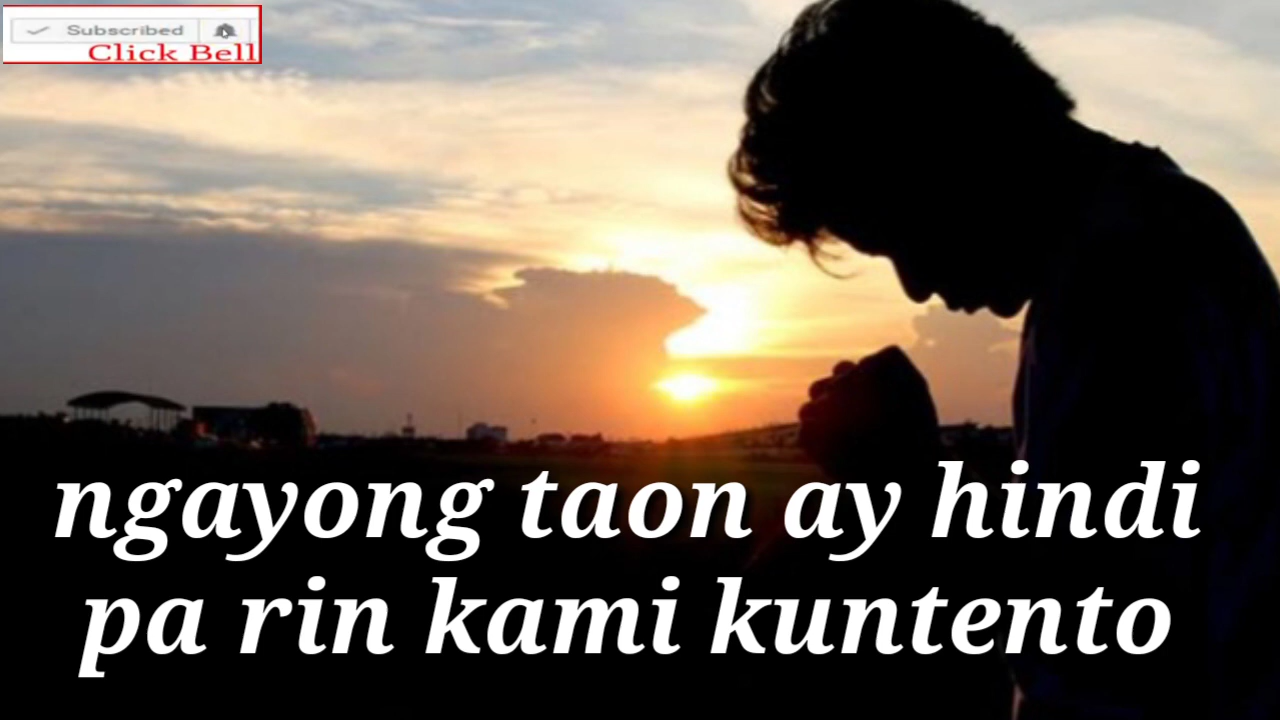 Subscribed
Click Bell
ngayong taon ay hindi
pa rin kami kuntento